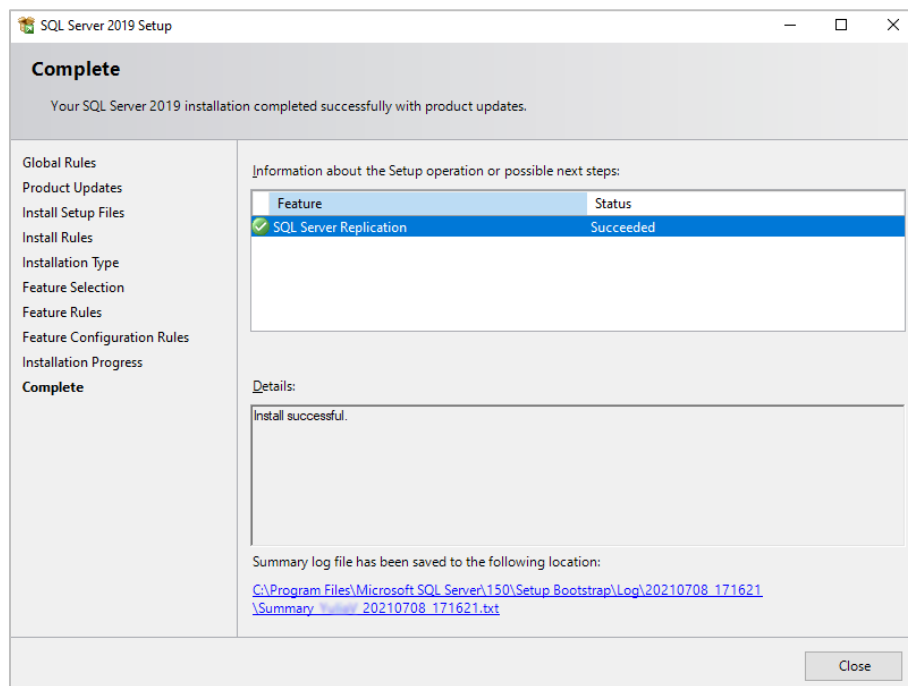 SQL Server 2019 Setup
Complete
Your SQL Server 2019 installation completed successfully with product updates.
Global Rules
Product Updates
Install Setup Files
Install Rules
Installation Type
Feature Selection
Feature Rules
Feature Configuration Rules
Installation Progress
Complete
Information about the Setup operation or possible next steps:
Feature Status
SQL Server Replication Succeeded
Details:
Install successful.
Summary log file has been saved to the following location:
C:\Program Files\Microsoft SQL Server\150\Setup Bootstrap\Log\20210708_171621
\Summary_ _20210708_171621.txt
Close